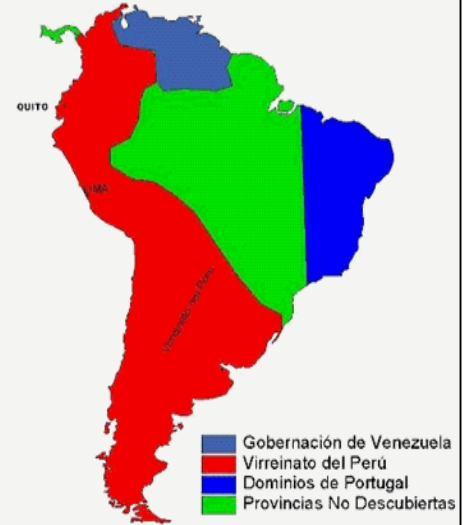 QUITO
LIMA
Virreinato del Perú
Gobernación de Venezuela
Virreinato del Perú
Dominios de Portugal
Provincias No Descubiertas